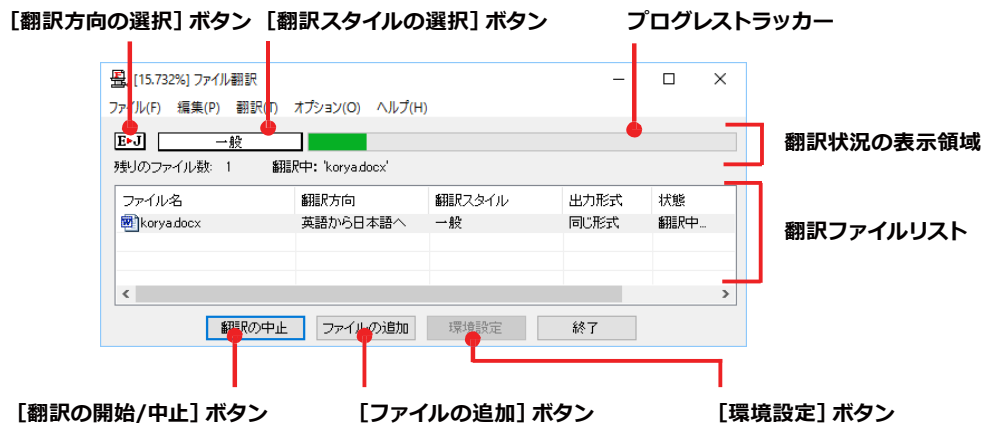 [翻訳方向の選択] ボタン [翻訳スタイルの選択] ボタン プログレストラッカー
[15.732%] ファイル翻訳
ファイル(F) 編集(P) 翻訳(T) オプション(O) ヘルプ(H)
E▸J 一般
翻訳状況の表示領域
残りのファイル数: 1 翻訳中: 'korya.docx'
ファイル名 翻訳方向 翻訳スタイル 出力形式 状態
korya.docx 英語から日本語へ 一般 同じ形式 翻訳中...
翻訳ファイルリスト
翻訳の中止 ファイルの追加 環境設定 終了
[翻訳の開始/中止] ボタン [ファイルの追加] ボタン [環境設定] ボタン